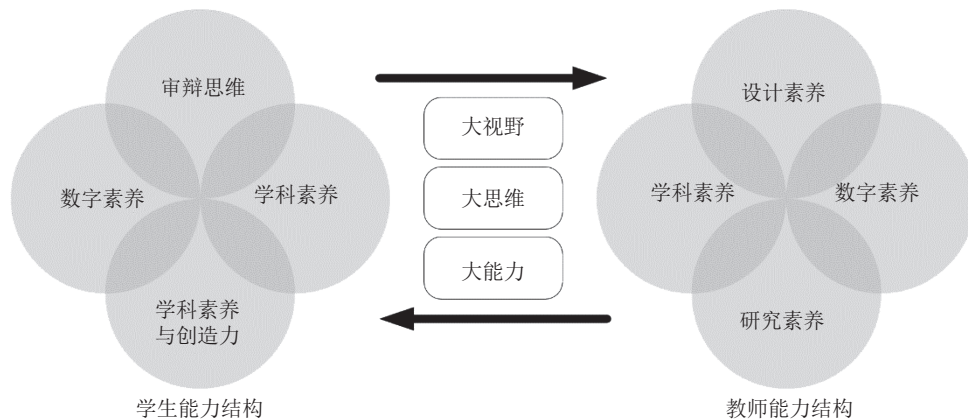 审辩思维
数字素养
学科素养
学科素养
与创造力
学生能力结构
大视野
大思维
大能力
设计素养
学科素养
数字素养
研究素养
教师能力结构